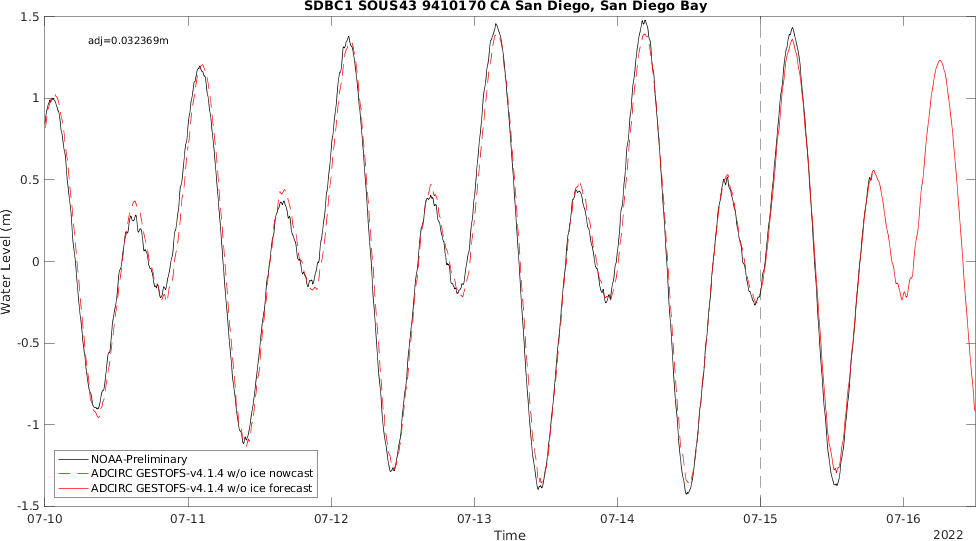 SDBC1 SOUS43 9410170 CA San Diego, San Diego Bay
adj=0.032369m
1.5
1
0.5
0
-0.5
-1
-1.5
Water Level (m)
NOAA-Preliminary
ADCIRC GESTOFS-v4.1.4 w/o ice nowcast
ADCIRC GESTOFS-v4.1.4 w/o ice forecast
07-10 07-11 07-12 07-13 07-14 07-15 07-16
Time
2022